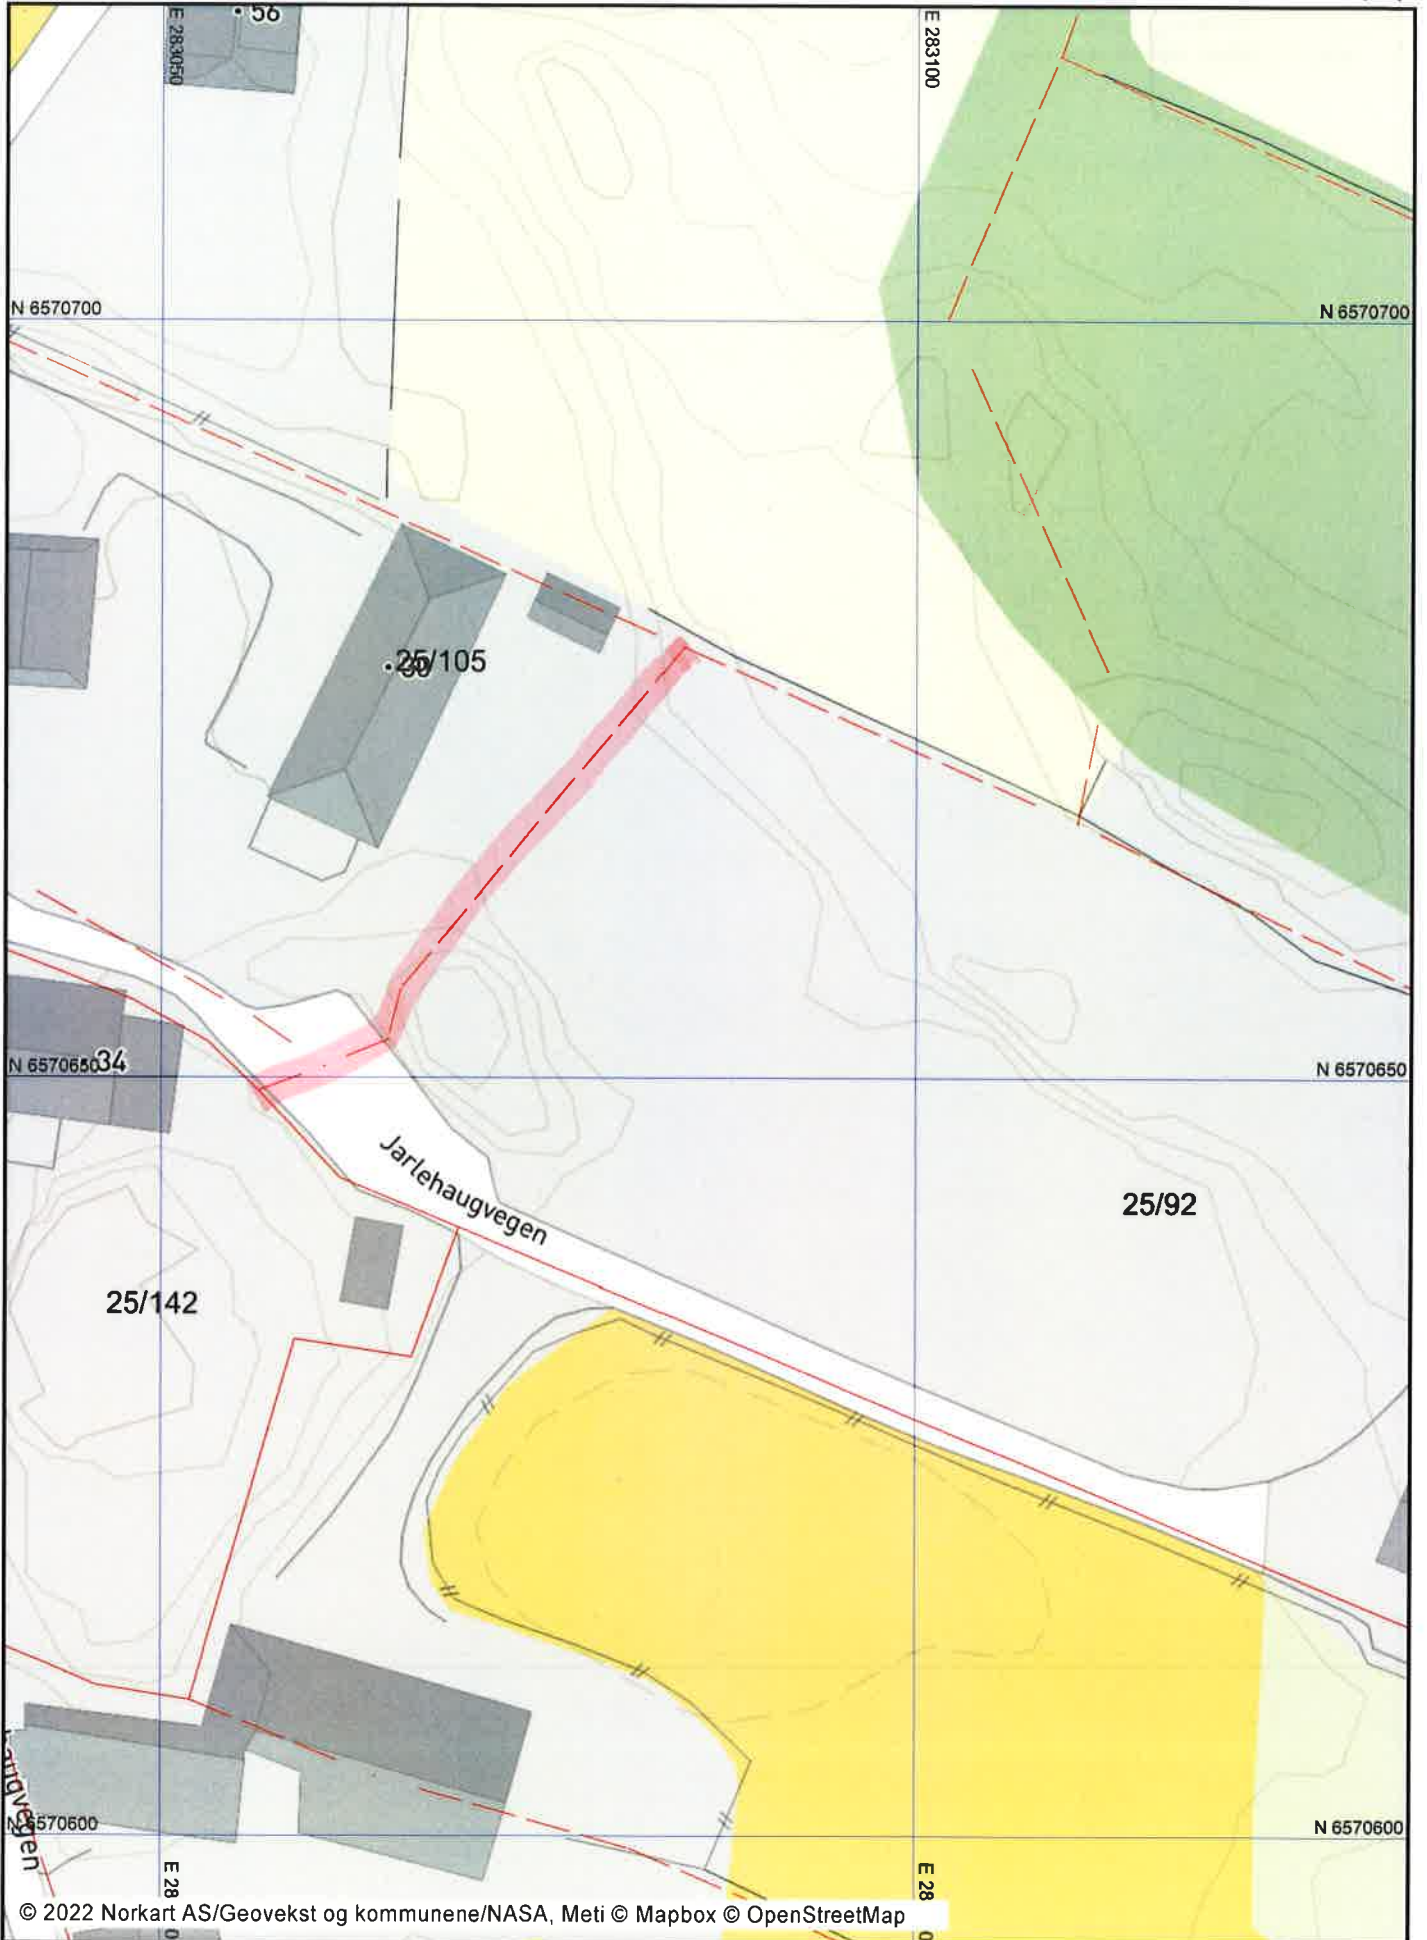 56
E 283050
E 283100
N 6570700
N 6570700
25/105
N 6570650
34
N 6570650
Jarlehaugvegen
25/92
25/142
N 6570600
N 6570600
E 28
E 28
© 2022 Norkart AS/Geovekst og kommunene/NASA, Meti © Mapbox © OpenStreetMap